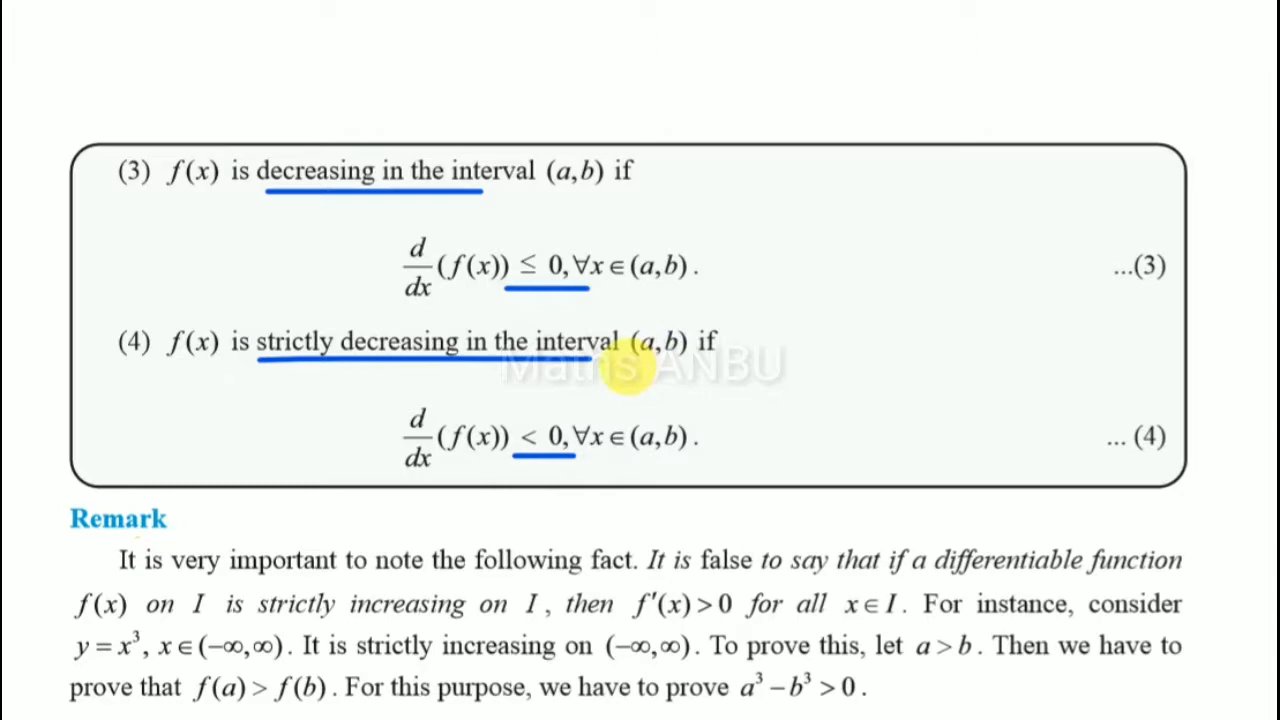 (3) f(x) is decreasing in the interval (a,b) if
d/dx (f(x)) ≤ 0, ∀x ∈ (a,b). ...(3)
(4) f(x) is strictly decreasing in the interval (a,b) if
Maths ANBU
d/dx (f(x)) < 0, ∀x ∈ (a,b). ... (4)
Remark
It is very important to note the following fact. It is false to say that if a differentiable function
f(x) on I is strictly increasing on I, then f′(x) > 0 for all x ∈ I. For instance, consider
y = x³, x ∈ (−∞,∞). It is strictly increasing on (−∞,∞). To prove this, let a > b. Then we have to
prove that f(a) > f(b). For this purpose, we have to prove a³ − b³ > 0.